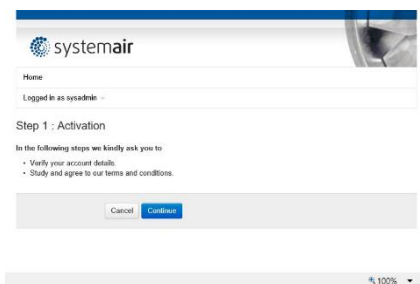 systemair
Home
Logged in as sysadmin
Step 1 : Activation
In the following steps we kindly ask you to
• Verify your account details.
• Study and agree to our terms and conditions.
Cancel Continue
100%